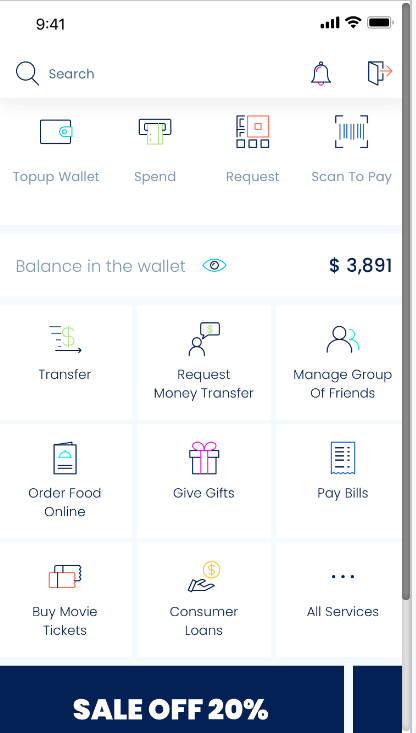 9:41
Search
Topup Wallet
Spend
Request
Scan To Pay
Balance in the wallet
$ 3,891
Transfer
Request
Money Transfer
Manage Group
Of Friends
Order Food
Online
Give Gifts
Pay Bills
Buy Movie
Tickets
Consumer
Loans
All Services
SALE OFF 20%